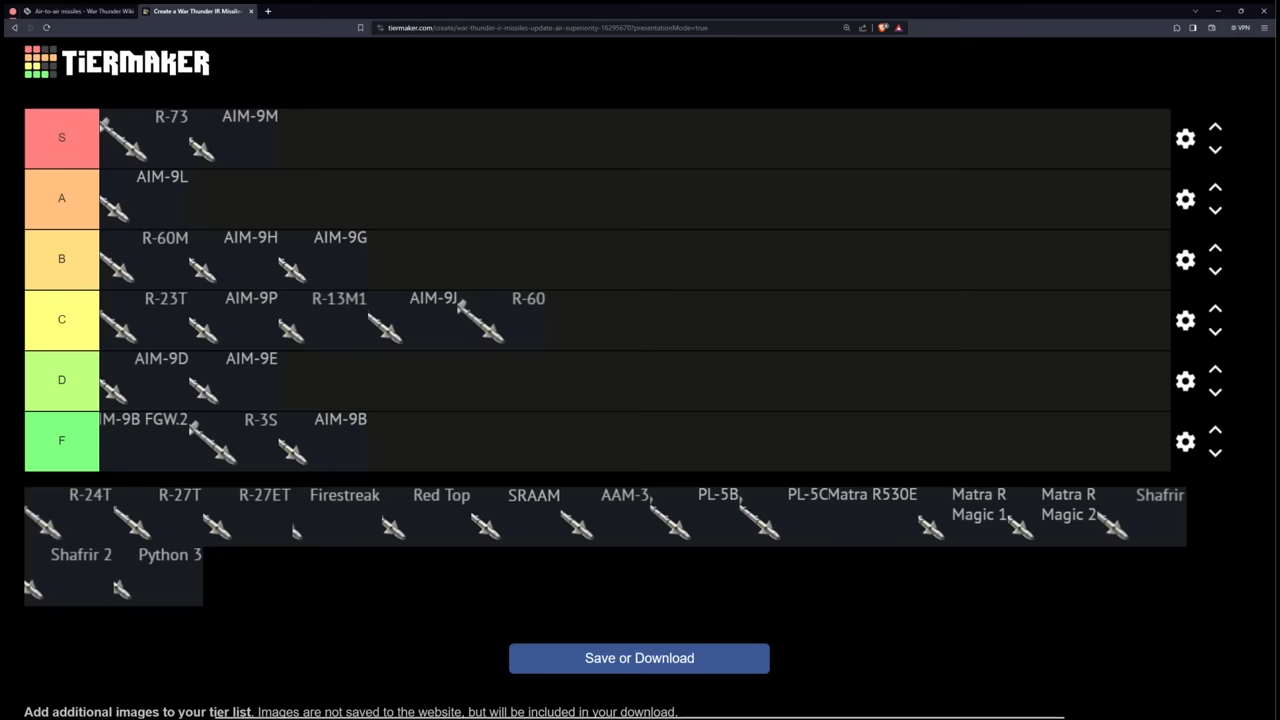 Air-to-air missiles - War Thunder Wiki
Create a War Thunder IR Missile
tiermaker.com/create/war-thunder-ir-missiles-update-air-superiority-16295670?presentationMode=true
VPN
TiERMAKER
S
R-73
AIM-9M
A
AIM-9L
B
R-60M
AIM-9H
AIM-9G
C
R-23T
AIM-9P
R-13M1
AIM-9J
R-60
D
AIM-9D
AIM-9E
F
IM-9B FGW.2
R-3S
AIM-9B
R-24T
R-27T
R-27ET
Firestreak
Red Top
SRAAM
AAM-3
PL-5B
PL-5C
Matra R530E
Matra R
Magic 1
Matra R
Magic 2
Shafrir
Shafrir 2
Python 3
Save or Download
Add additional images to your tier list. Images are not saved to the website, but will be included in your download.